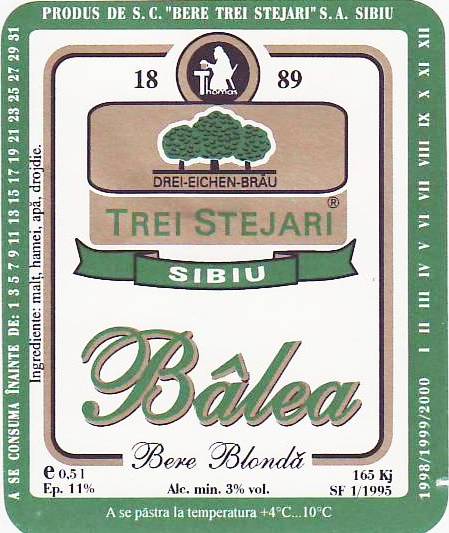 PRODUS DE S.C. "BERE TREI STEJARI" S.A. SIBIU
18 89
Thomas
DREI-EICHEN-BRÄU
TREI STEJARI ®
SIBIU
Bâlea
Bere Blondă
e 0,5 l
165 Kj
Ep. 11%
Alc. min. 3% vol.
SF 1/1995
A se păstra la temperatura +4°C...10°C
A SE CONSUMA ÎNAINTE DE: 1 3 5 7 9 11 13 15 17 19 21 23 25 27 29 31
Ingrediente: malţ, hamei, apă, drojdie.
1998/1999/2000 I II III IV V VI VII VIII IX X XI XII